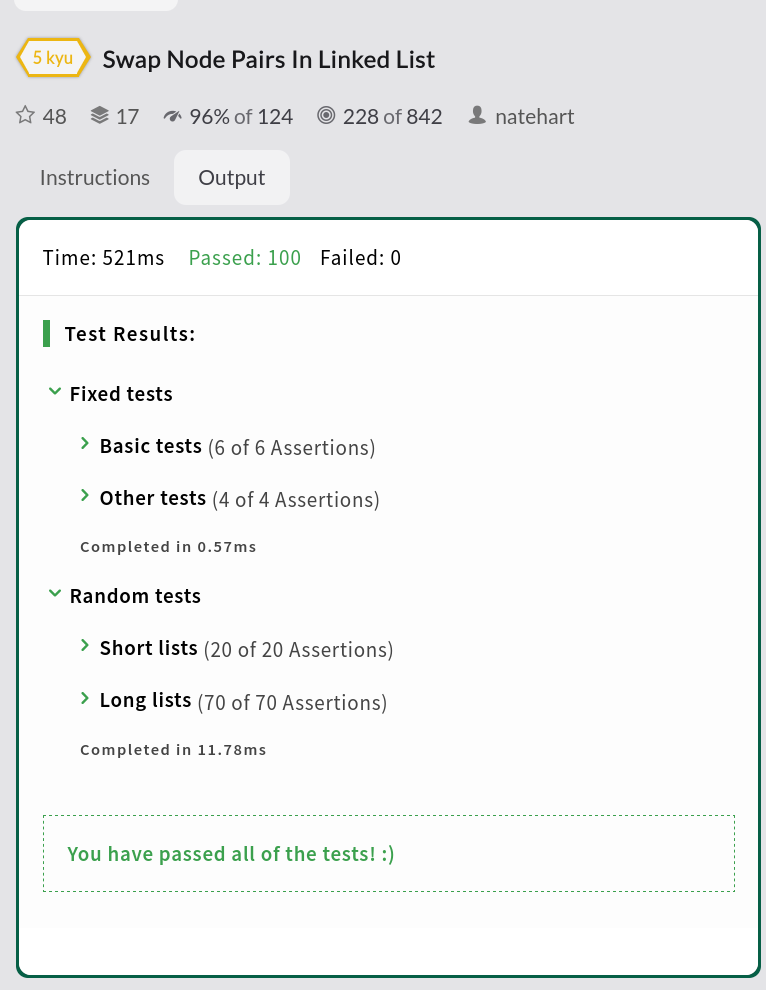 5 kyu Swap Node Pairs In Linked List
48 17 96% of 124 228 of 842 natehart
Instructions Output
Time: 521ms Passed: 100 Failed: 0
Test Results:
Fixed tests
Basic tests (6 of 6 Assertions)
Other tests (4 of 4 Assertions)
Completed in 0.57ms
Random tests
Short lists (20 of 20 Assertions)
Long lists (70 of 70 Assertions)
Completed in 11.78ms
You have passed all of the tests! :)